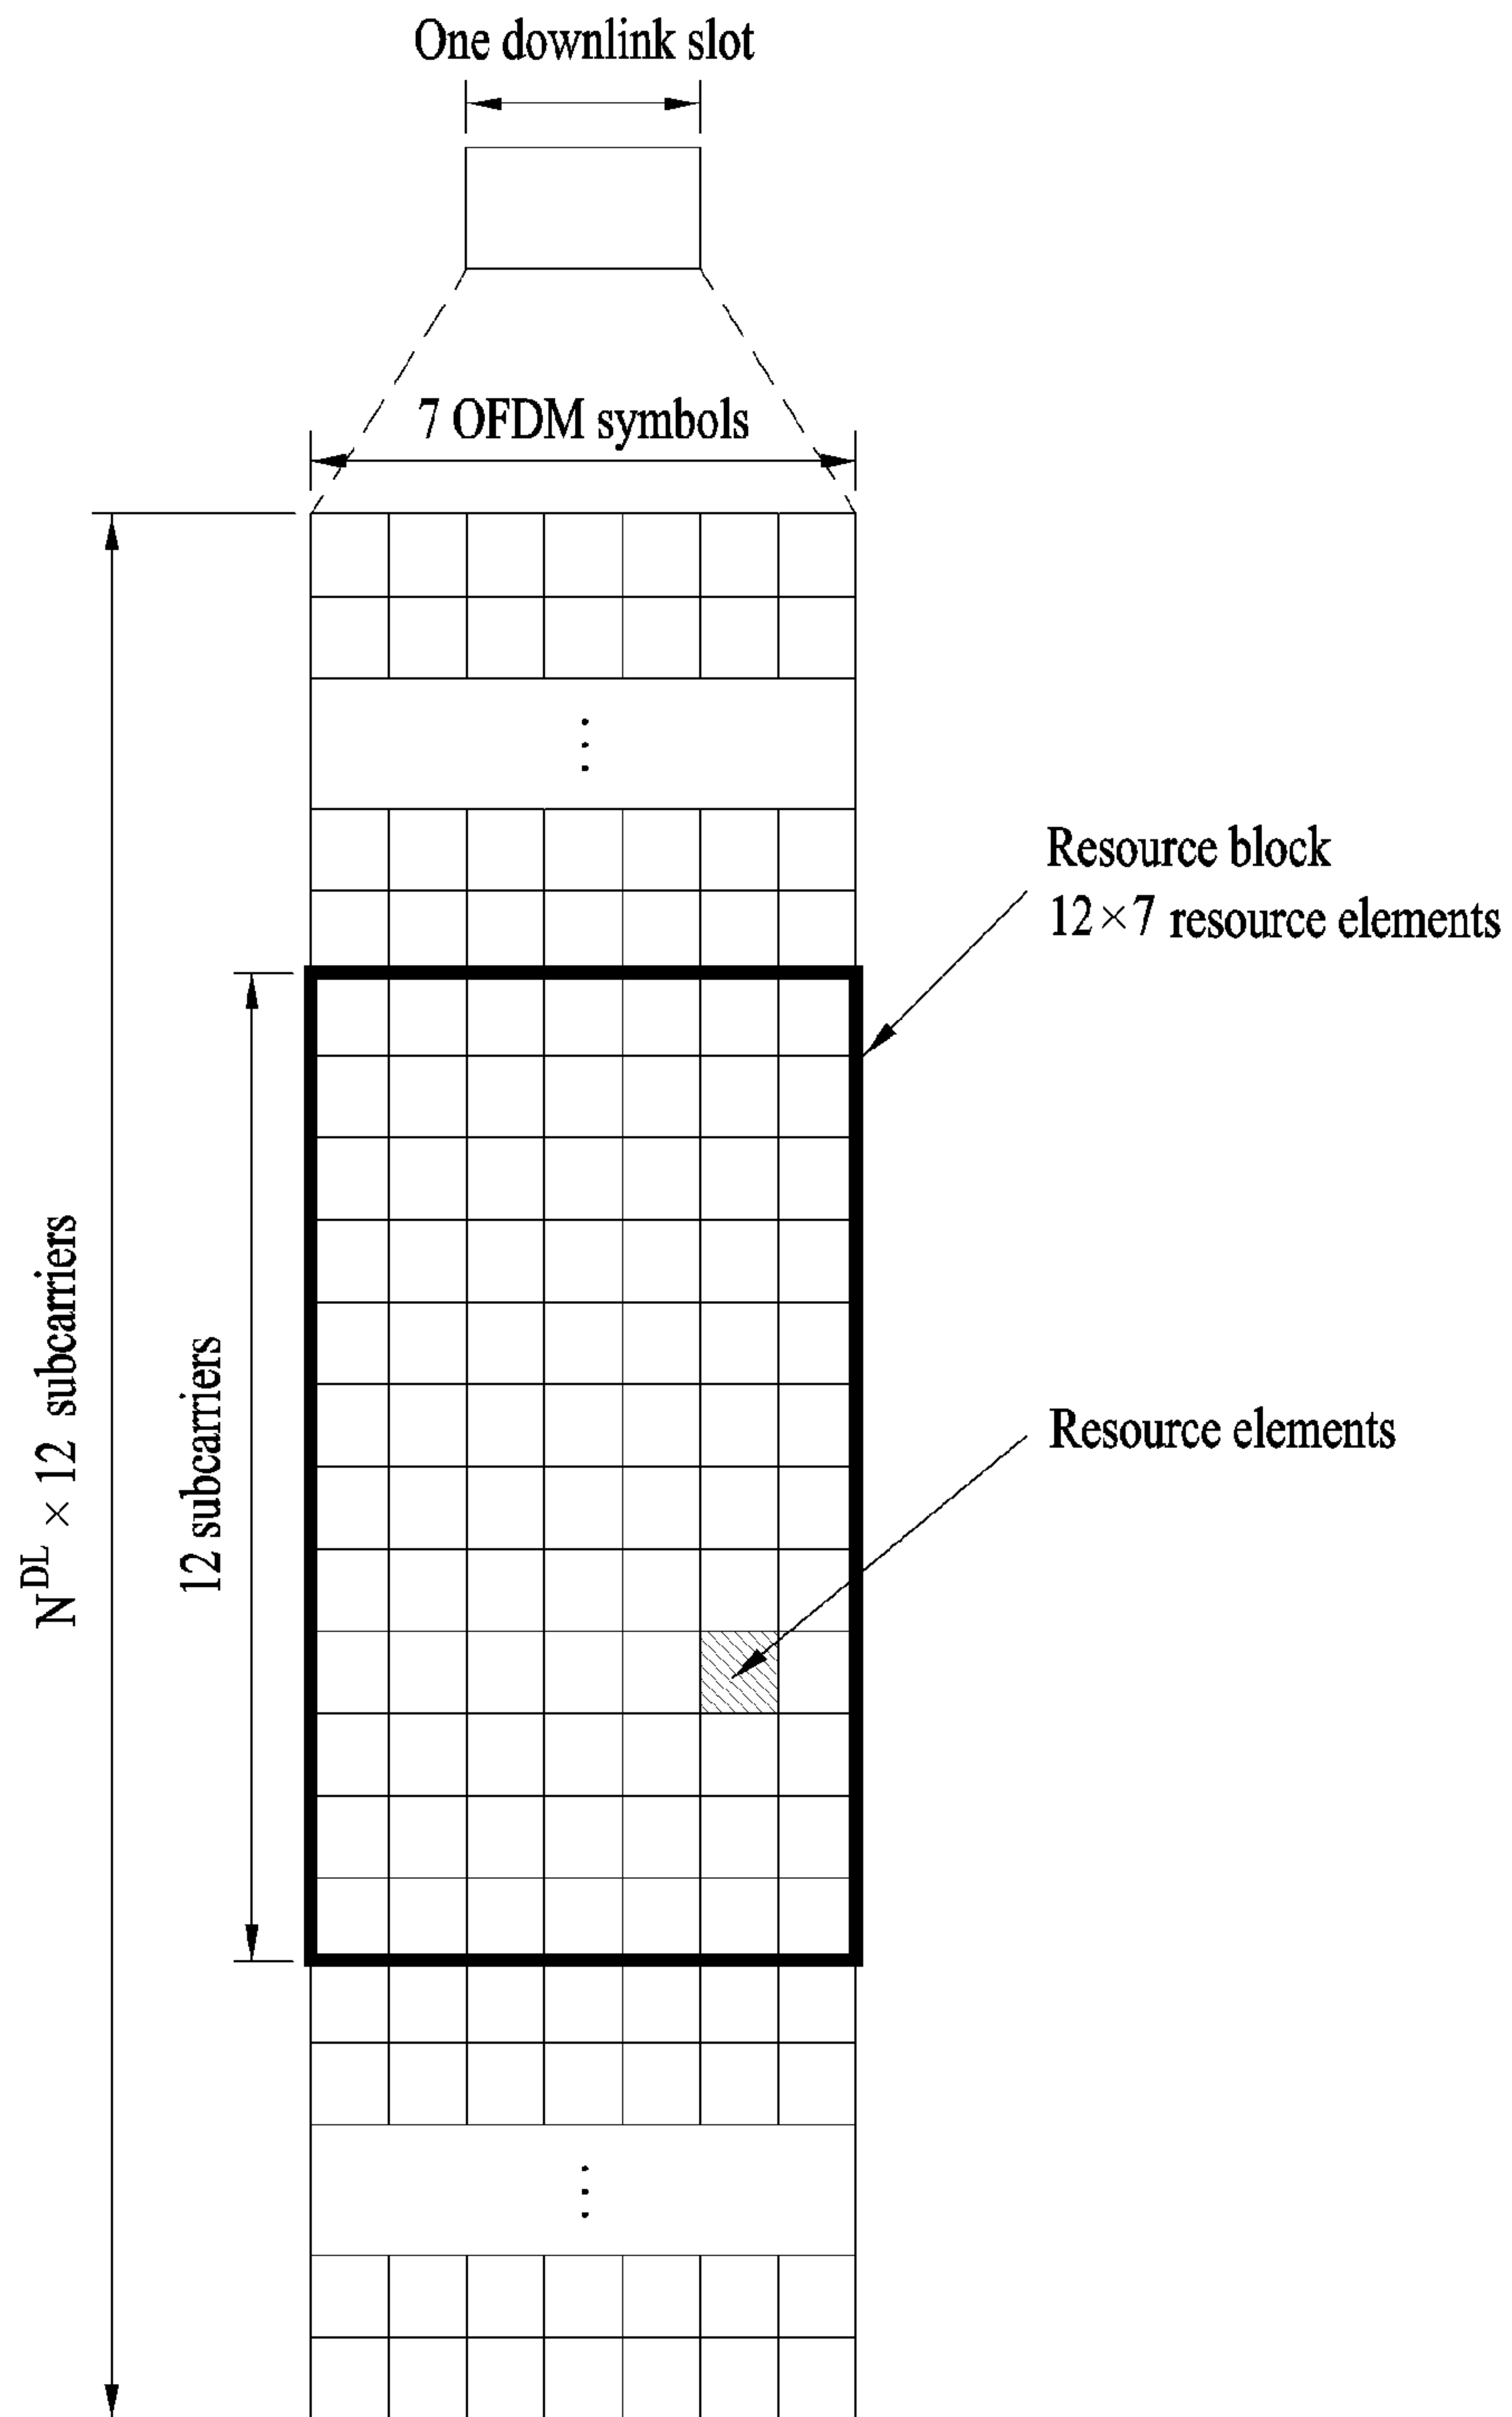 One downlink slot
7 OFDM symbols
Resource block
12×7 resource elements
N^DL × 12 subcarriers
12 subcarriers
Resource elements